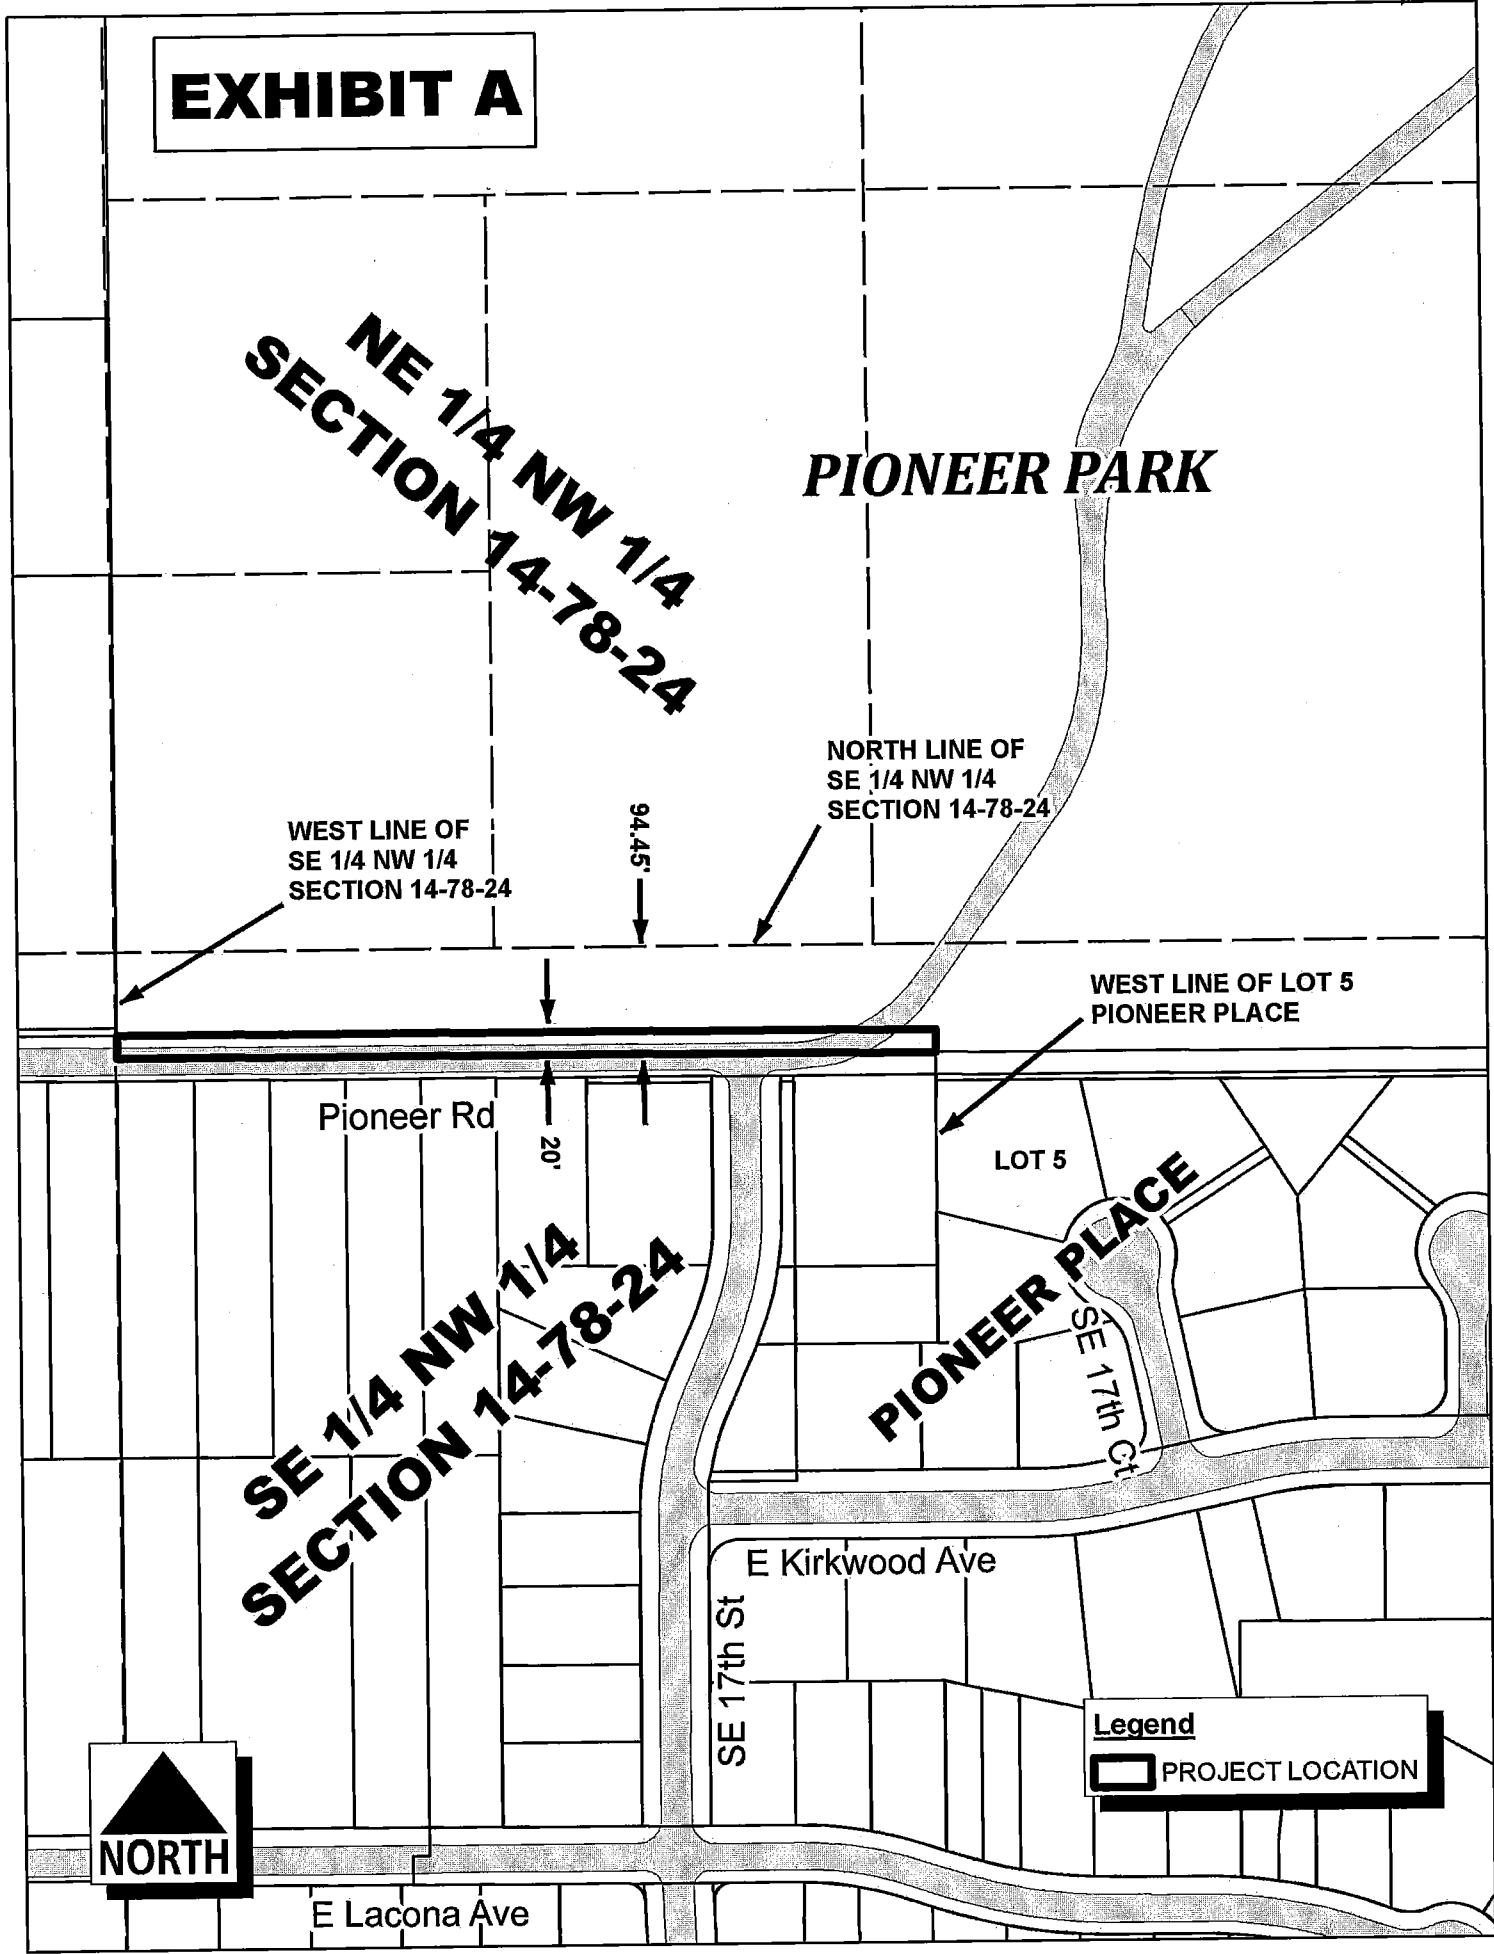 EXHIBIT A
NE 1/4 NW 1/4
SECTION 14-78-24
PIONEER PARK
NORTH LINE OF
SE 1/4 NW 1/4
SECTION 14-78-24
94.45'
WEST LINE OF
SE 1/4 NW 1/4
SECTION 14-78-24
WEST LINE OF LOT 5
PIONEER PLACE
Pioneer Rd
20'
LOT 5
SE 1/4 NW 1/4
SECTION 14-78-24
PIONEER PLACE
SE 17th Ct
E Kirkwood Ave
SE 17th St
Legend
PROJECT LOCATION
NORTH
E Lacona Ave